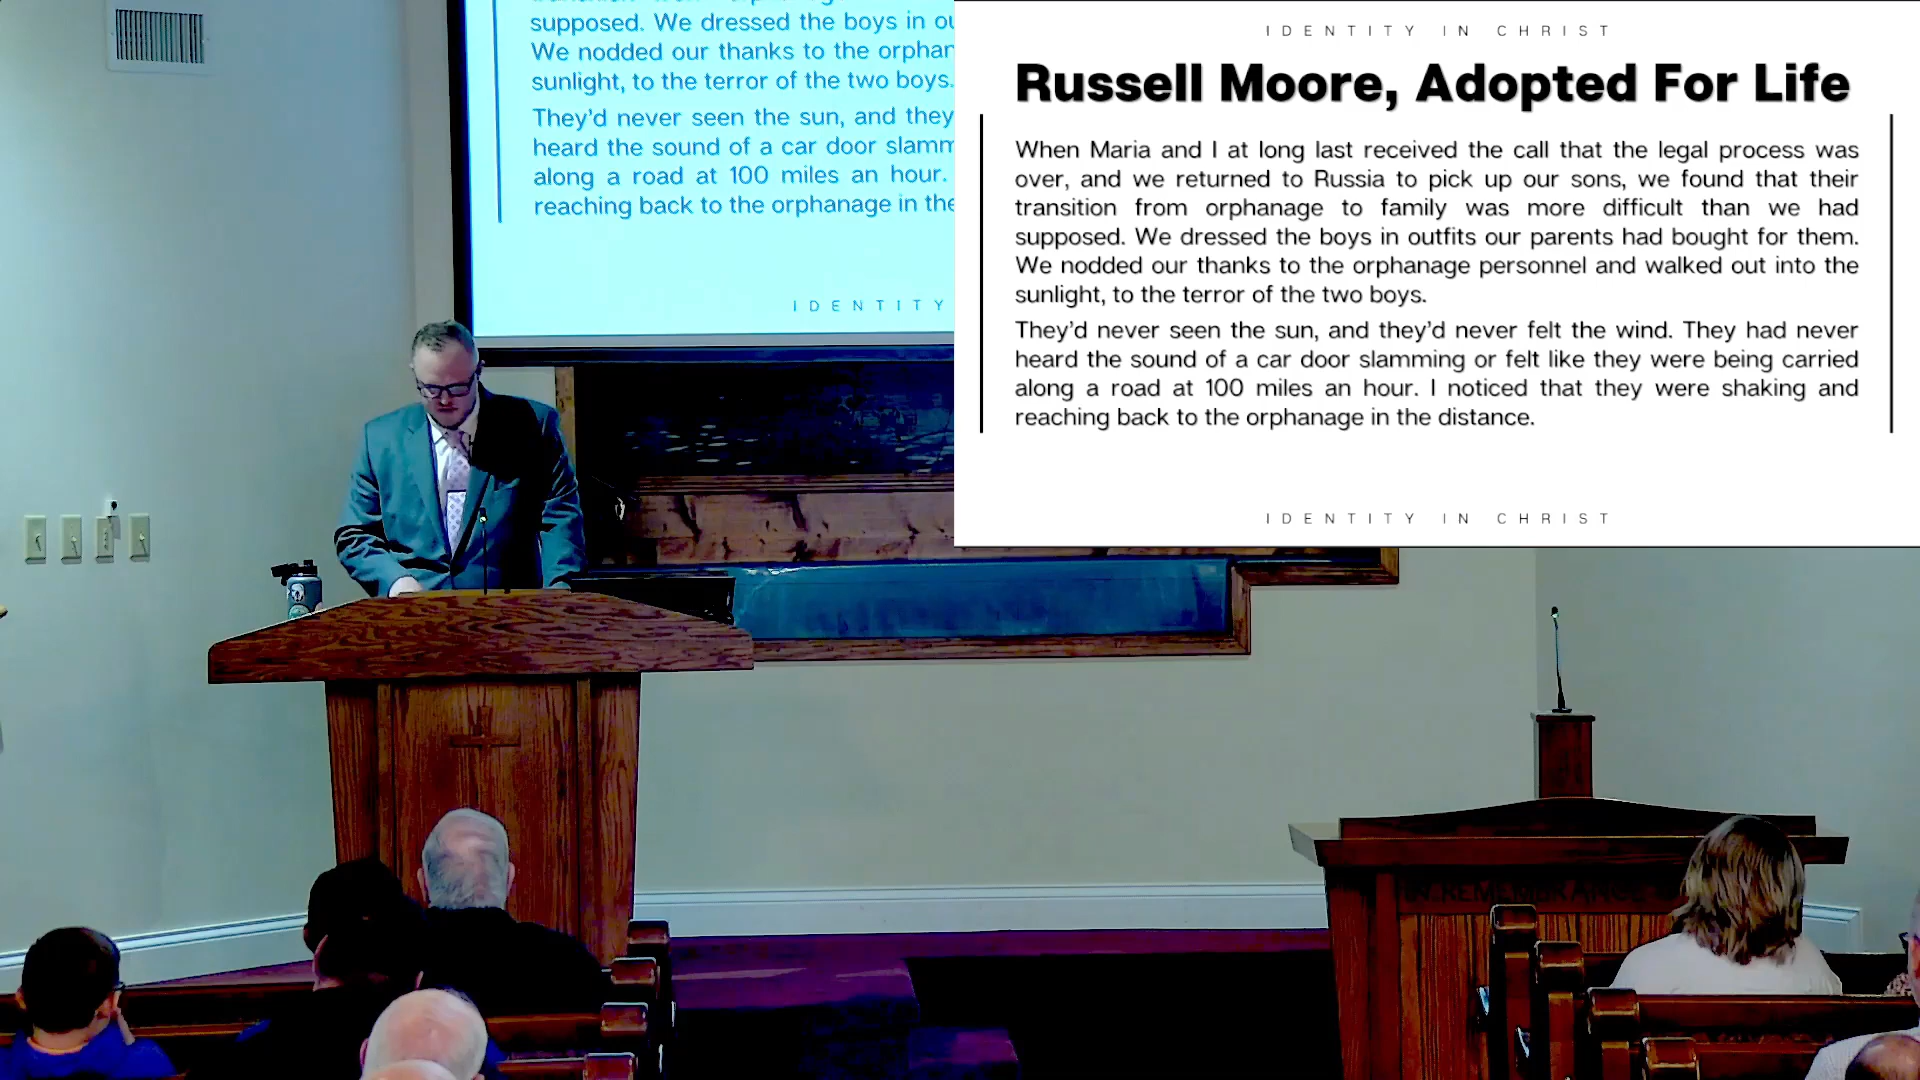 supposed. We dressed the boys in ou
We nodded our thanks to the orphan
sunlight, to the terror of the two boys.
They'd never seen the sun, and they
heard the sound of a car door slamm
along a road at 100 miles an hour.
reaching back to the orphanage in the
IDENTITY
IDENTITY IN CHRIST
Russell Moore, Adopted For Life
When Maria and I at long last received the call that the legal process was
over, and we returned to Russia to pick up our sons, we found that their
transition from orphanage to family was more difficult than we had
supposed. We dressed the boys in outfits our parents had bought for them.
We nodded our thanks to the orphanage personnel and walked out into the
sunlight, to the terror of the two boys.
They'd never seen the sun, and they'd never felt the wind. They had never
heard the sound of a car door slamming or felt like they were being carried
along a road at 100 miles an hour. I noticed that they were shaking and
reaching back to the orphanage in the distance.
IDENTITY IN CHRIST
IN REMEMBRANCE